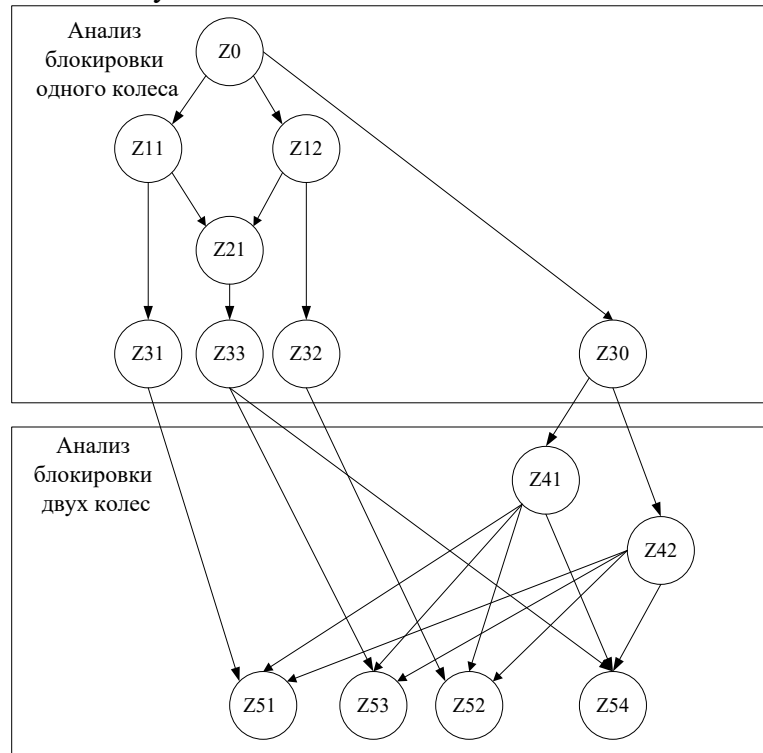 Анализ
блокировки
одного колеса
Z0
Z11
Z12
Z21
Z31
Z33
Z32
Z30
Анализ
блокировки
двух колес
Z41
Z42
Z51
Z53
Z52
Z54